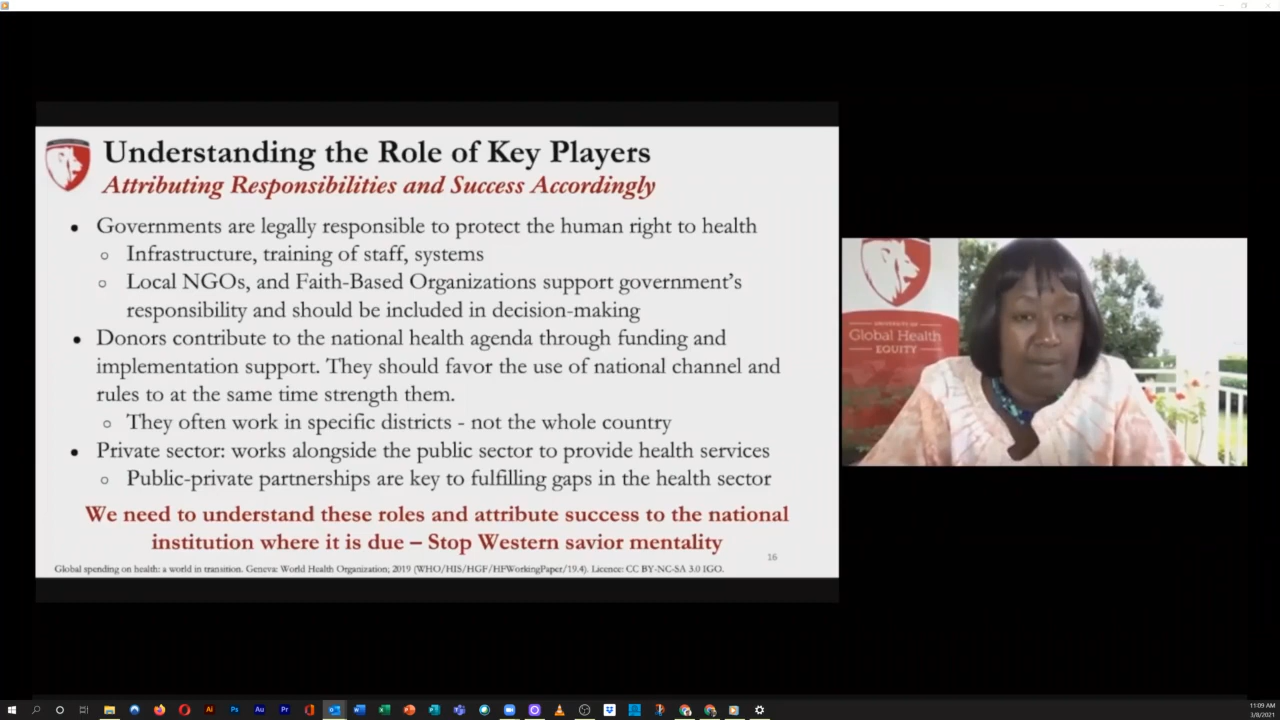 Understanding the Role of Key Players
Attributing Responsibilities and Success Accordingly
• Governments are legally responsible to protect the human right to health
○ Infrastructure, training of staff, systems
○ Local NGOs, and Faith-Based Organizations support government's
responsibility and should be included in decision-making
• Donors contribute to the national health agenda through funding and
implementation support. They should favor the use of national channel and
rules to at the same time strength them.
○ They often work in specific districts - not the whole country
• Private sector: works alongside the public sector to provide health services
○ Public-private partnerships are key to fulfilling gaps in the health sector
We need to understand these roles and attribute success to the national
institution where it is due – Stop Western savior mentality
16
Global spending on health: a world in transition. Geneva: World Health Organization; 2019 (WHO/HIS/HGF/HFWorkingPaper/19.4). Licence: CC BY-NC-SA 3.0 IGO.
UNIVERSITY OF
Global Health
EQUITY
Ai
Ps
Au
Pr
11:09 AM
3/8/2021